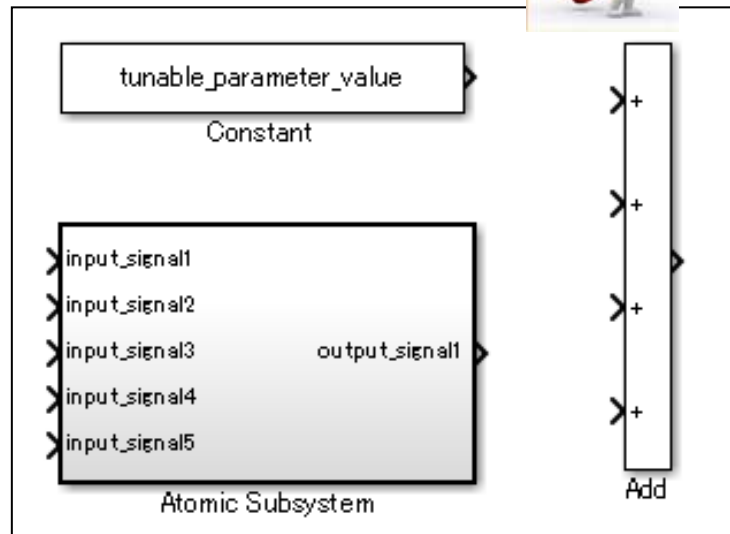 tunable_parameter_value
Constant
+
+
+
+
Add
input_signal1
input_signal2
input_signal3
input_signal4
input_signal5
output_signal1
Atomic Subsystem